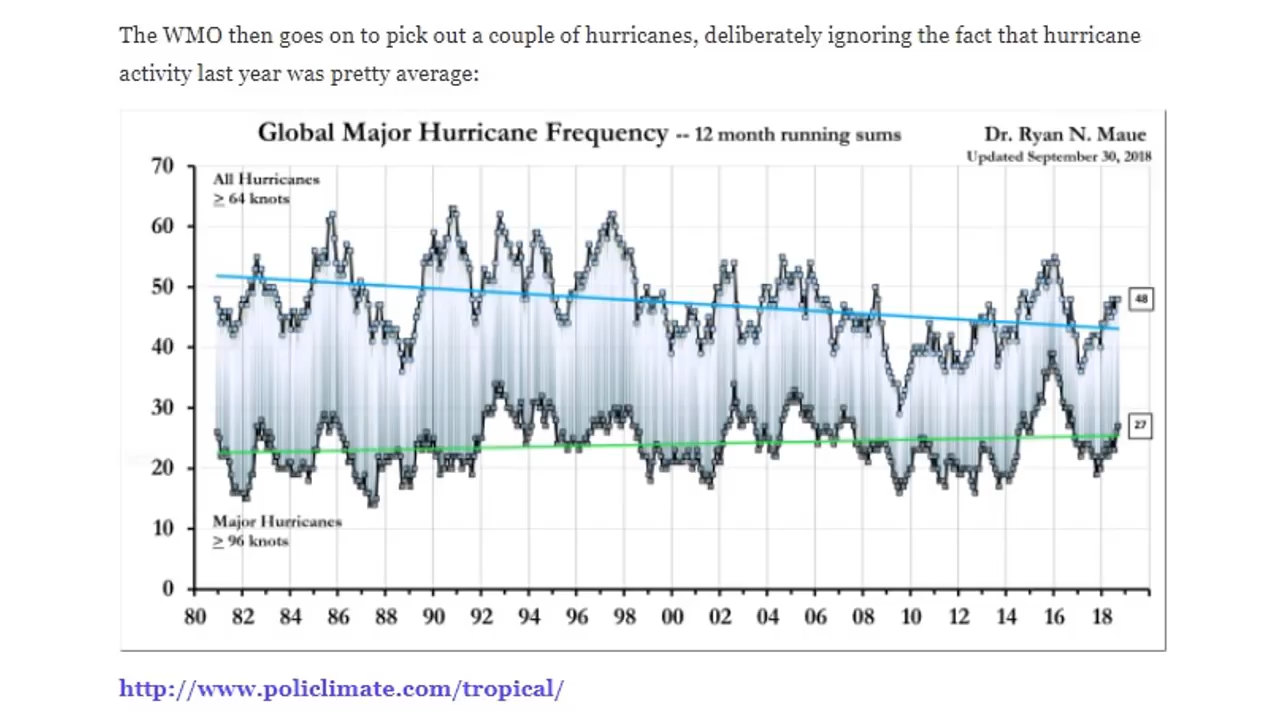 The WMO then goes on to pick out a couple of hurricanes, deliberately ignoring the fact that hurricane
activity last year was pretty average:
Global Major Hurricane Frequency -- 12 month running sums
Dr. Ryan N. Maue
Updated September 30, 2018
All Hurricanes
≥ 64 knots
70
60
50
48
40
30
27
20
Major Hurricanes
≥ 96 knots
10
0
80 82 84 86 88 90 92 94 96 98 00 02 04 06 08 10 12 14 16 18
http://www.policlimate.com/tropical/